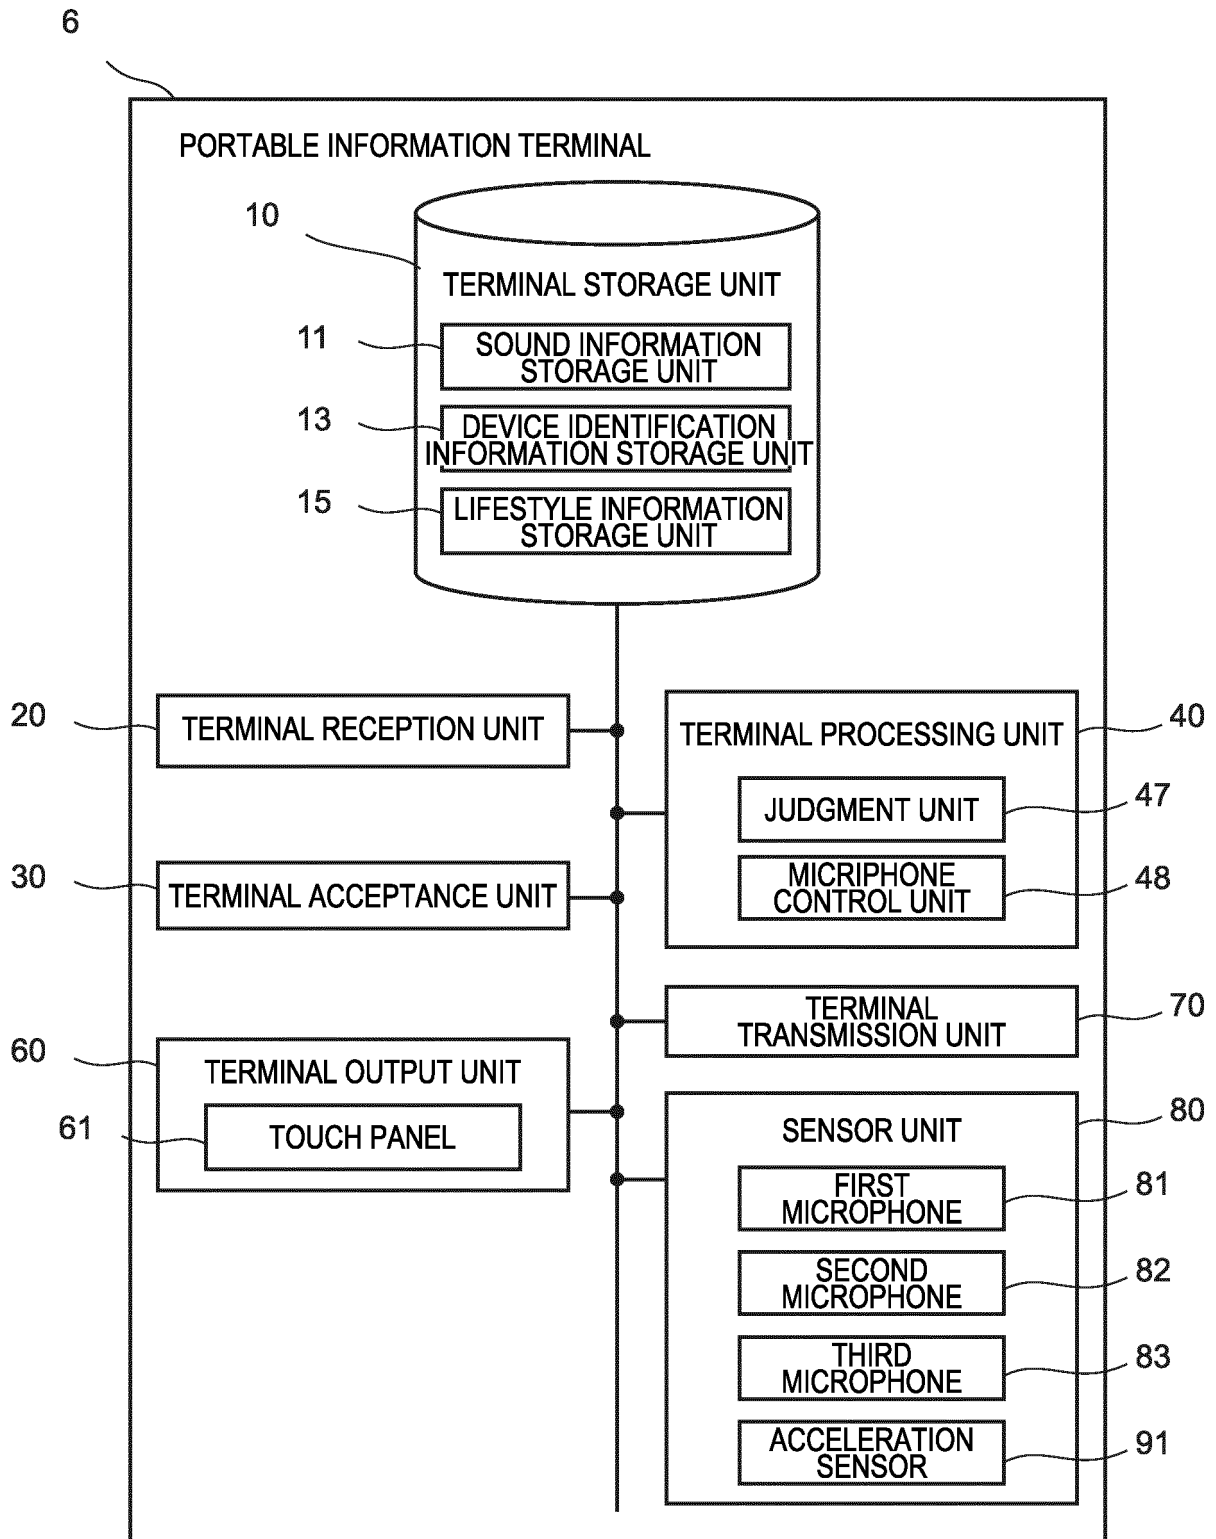 6
PORTABLE INFORMATION TERMINAL
10
TERMINAL STORAGE UNIT
11
SOUND INFORMATION
STORAGE UNIT
13
DEVICE IDENTIFICATION
INFORMATION STORAGE UNIT
15
LIFESTYLE INFORMATION
STORAGE UNIT
20
TERMINAL RECEPTION UNIT
30
TERMINAL ACCEPTANCE UNIT
60
TERMINAL OUTPUT UNIT
61
TOUCH PANEL
TERMINAL PROCESSING UNIT
40
JUDGMENT UNIT
47
MICRIPHONE
CONTROL UNIT
48
TERMINAL
TRANSMISSION UNIT
70
SENSOR UNIT
80
FIRST
MICROPHONE
81
SECOND
MICROPHONE
82
THIRD
MICROPHONE
83
ACCELERATION
SENSOR
91